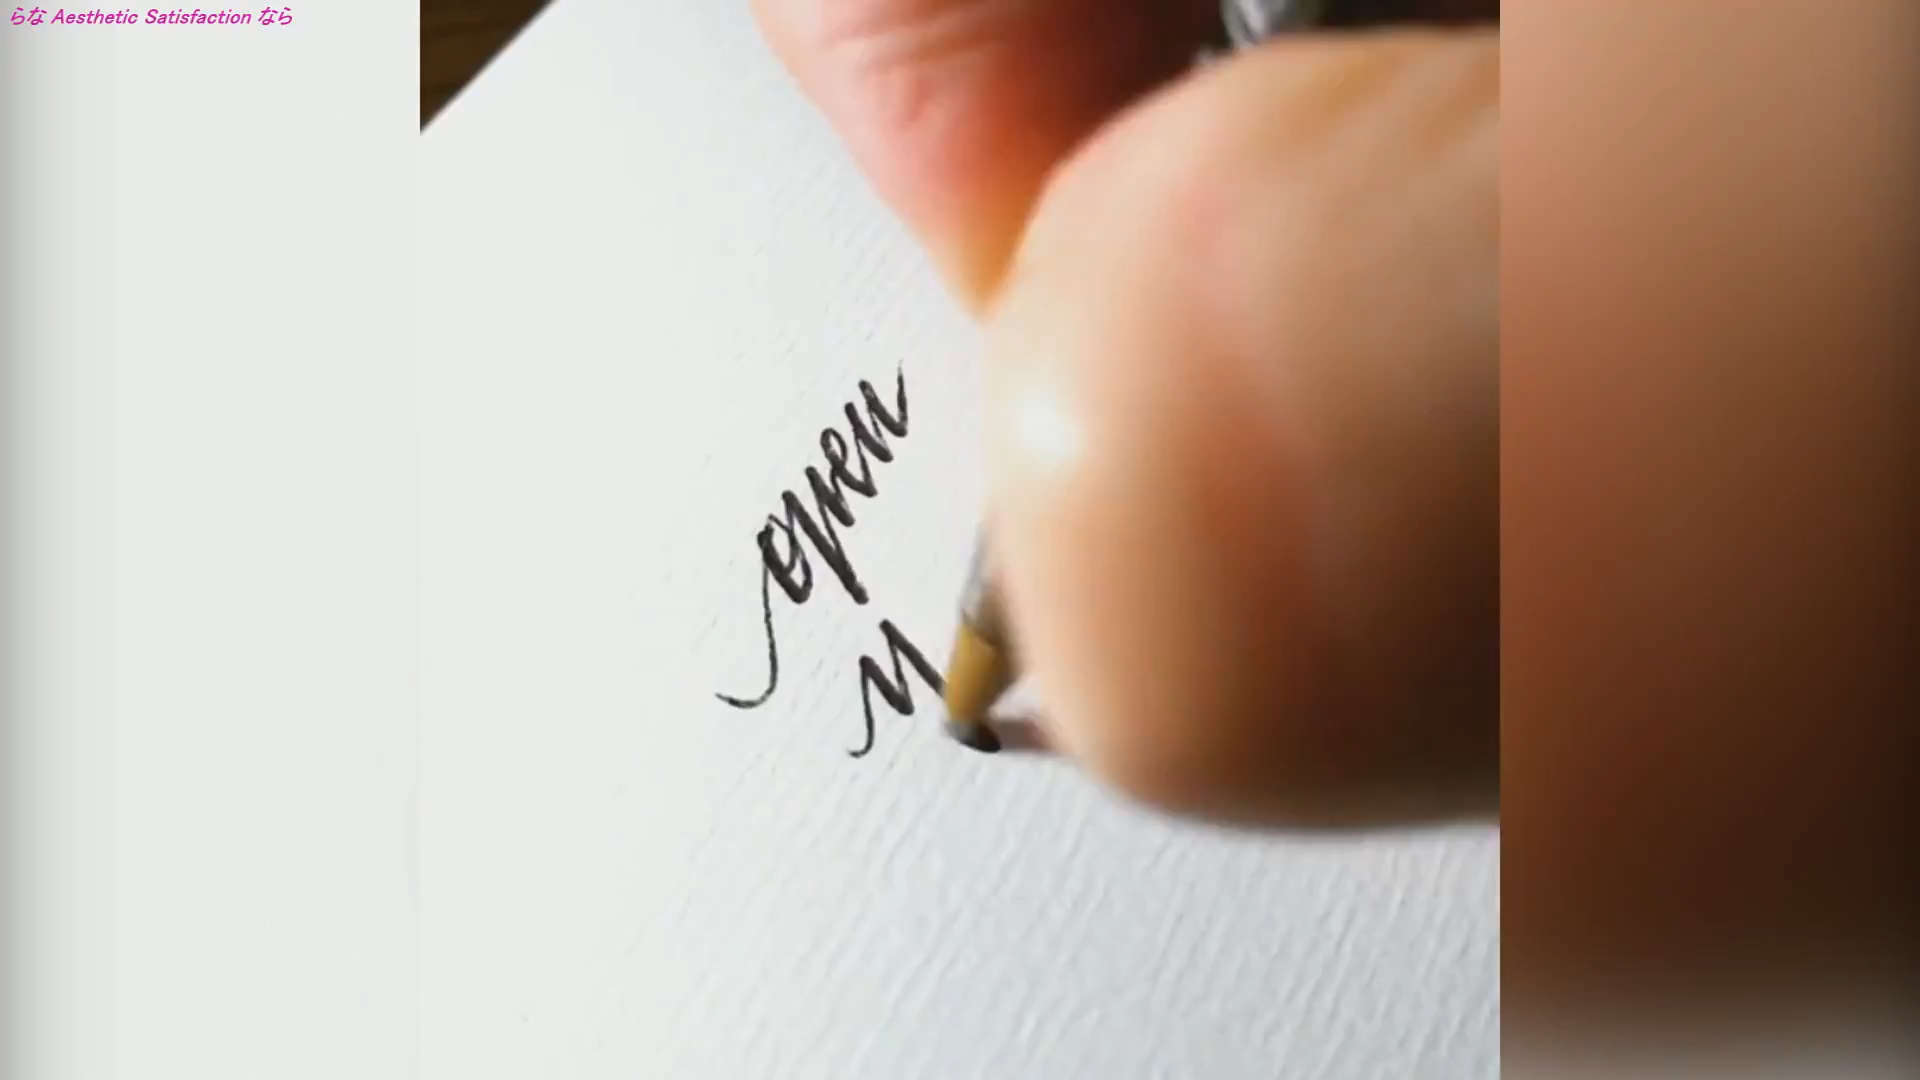 らな Aesthetic Satisfaction なら
open